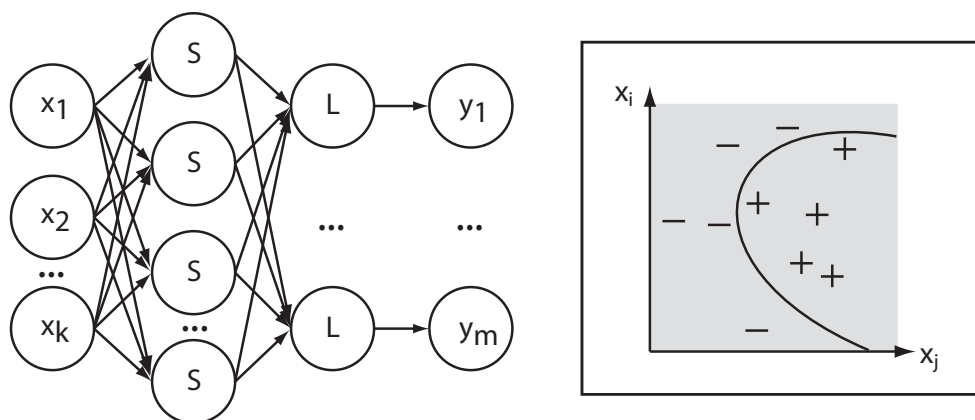 x1
x2
...
xk
S
S
S
...
S
L
...
L
y1
...
ym
xi
xj
− − − − −
+ + + + +